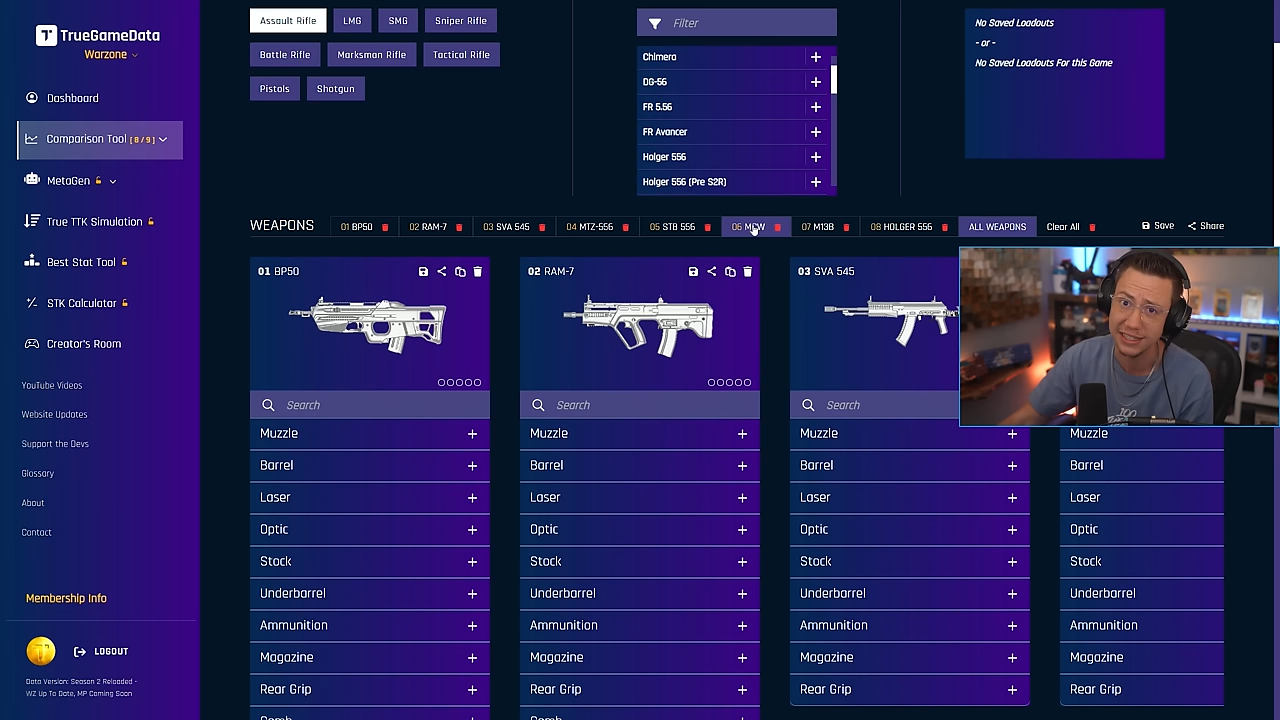 TrueGameData
Warzone
Dashboard
Comparison Tool [8/9]
MetaGen
True TTK Simulation
Best Stat Tool
STK Calculator
Creator's Room
YouTube Videos
Website Updates
Support the Devs
Glossary
About
Contact
Membership Info
LOGOUT
Data Version: Season 2 Reloaded -
WZ Up To Date, MP Coming Soon
Assault Rifle LMG SMG Sniper Rifle
Battle Rifle Marksman Rifle Tactical Rifle
Pistols Shotgun
Filter
Chimera +
DG-56 +
FR 5.56 +
FR Avancer +
Holger 556 +
Holger 556 (Pre S2R) +
No Saved Loadouts
- or -
No Saved Loadouts For this Game
WEAPONS 01 BP50 02 RAM-7 03 SVA 545 04 MTZ-556 05 STB 556 06 MCW 07 M13B 08 HOLGER 556 ALL WEAPONS Clear All Save Share
01 BP50
Search
Muzzle +
Barrel +
Laser +
Optic +
Stock +
Underbarrel +
Ammunition +
Magazine +
Rear Grip +
Comb +
02 RAM-7
Search
Muzzle +
Barrel +
Laser +
Optic +
Stock +
Underbarrel +
Ammunition +
Magazine +
Rear Grip +
Comb +
03 SVA 545
Search
Muzzle +
Barrel +
Laser +
Optic +
Stock +
Underbarrel +
Ammunition +
Magazine +
Rear Grip +
Muzzle
Barrel
Laser
Optic
Stock
Underbarrel
Ammunition
Magazine
Rear Grip